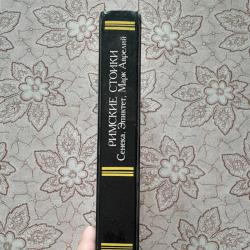 РИМСКИЕ СТОИКИ
Сенека, Эпиктет, Марк Аврелий